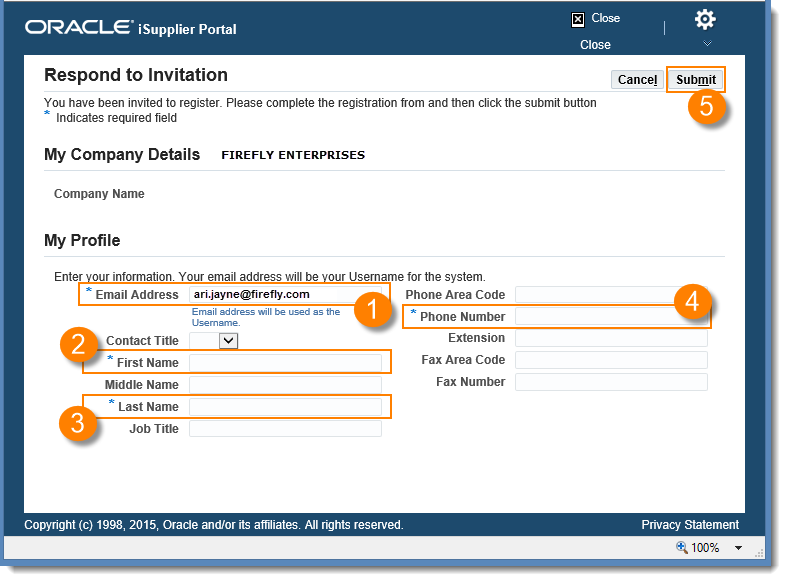 ORACLE® iSupplier Portal
Close
Close
Respond to Invitation
Cancel
Submit
5
You have been invited to register. Please complete the registration from and then click the submit button
* Indicates required field
My Company Details FIREFLY ENTERPRISES
Company Name
My Profile
Enter your information. Your email address will be your Username for the system.
* Email Address ari.jayne@firefly.com
1
Email address will be used as the
Username.
Contact Title
2
* First Name
Middle Name
* Last Name
3
Job Title
Phone Area Code
4
* Phone Number
Extension
Fax Area Code
Fax Number
Copyright (c) 1998, 2015, Oracle and/or its affiliates. All rights reserved.
Privacy Statement
100%